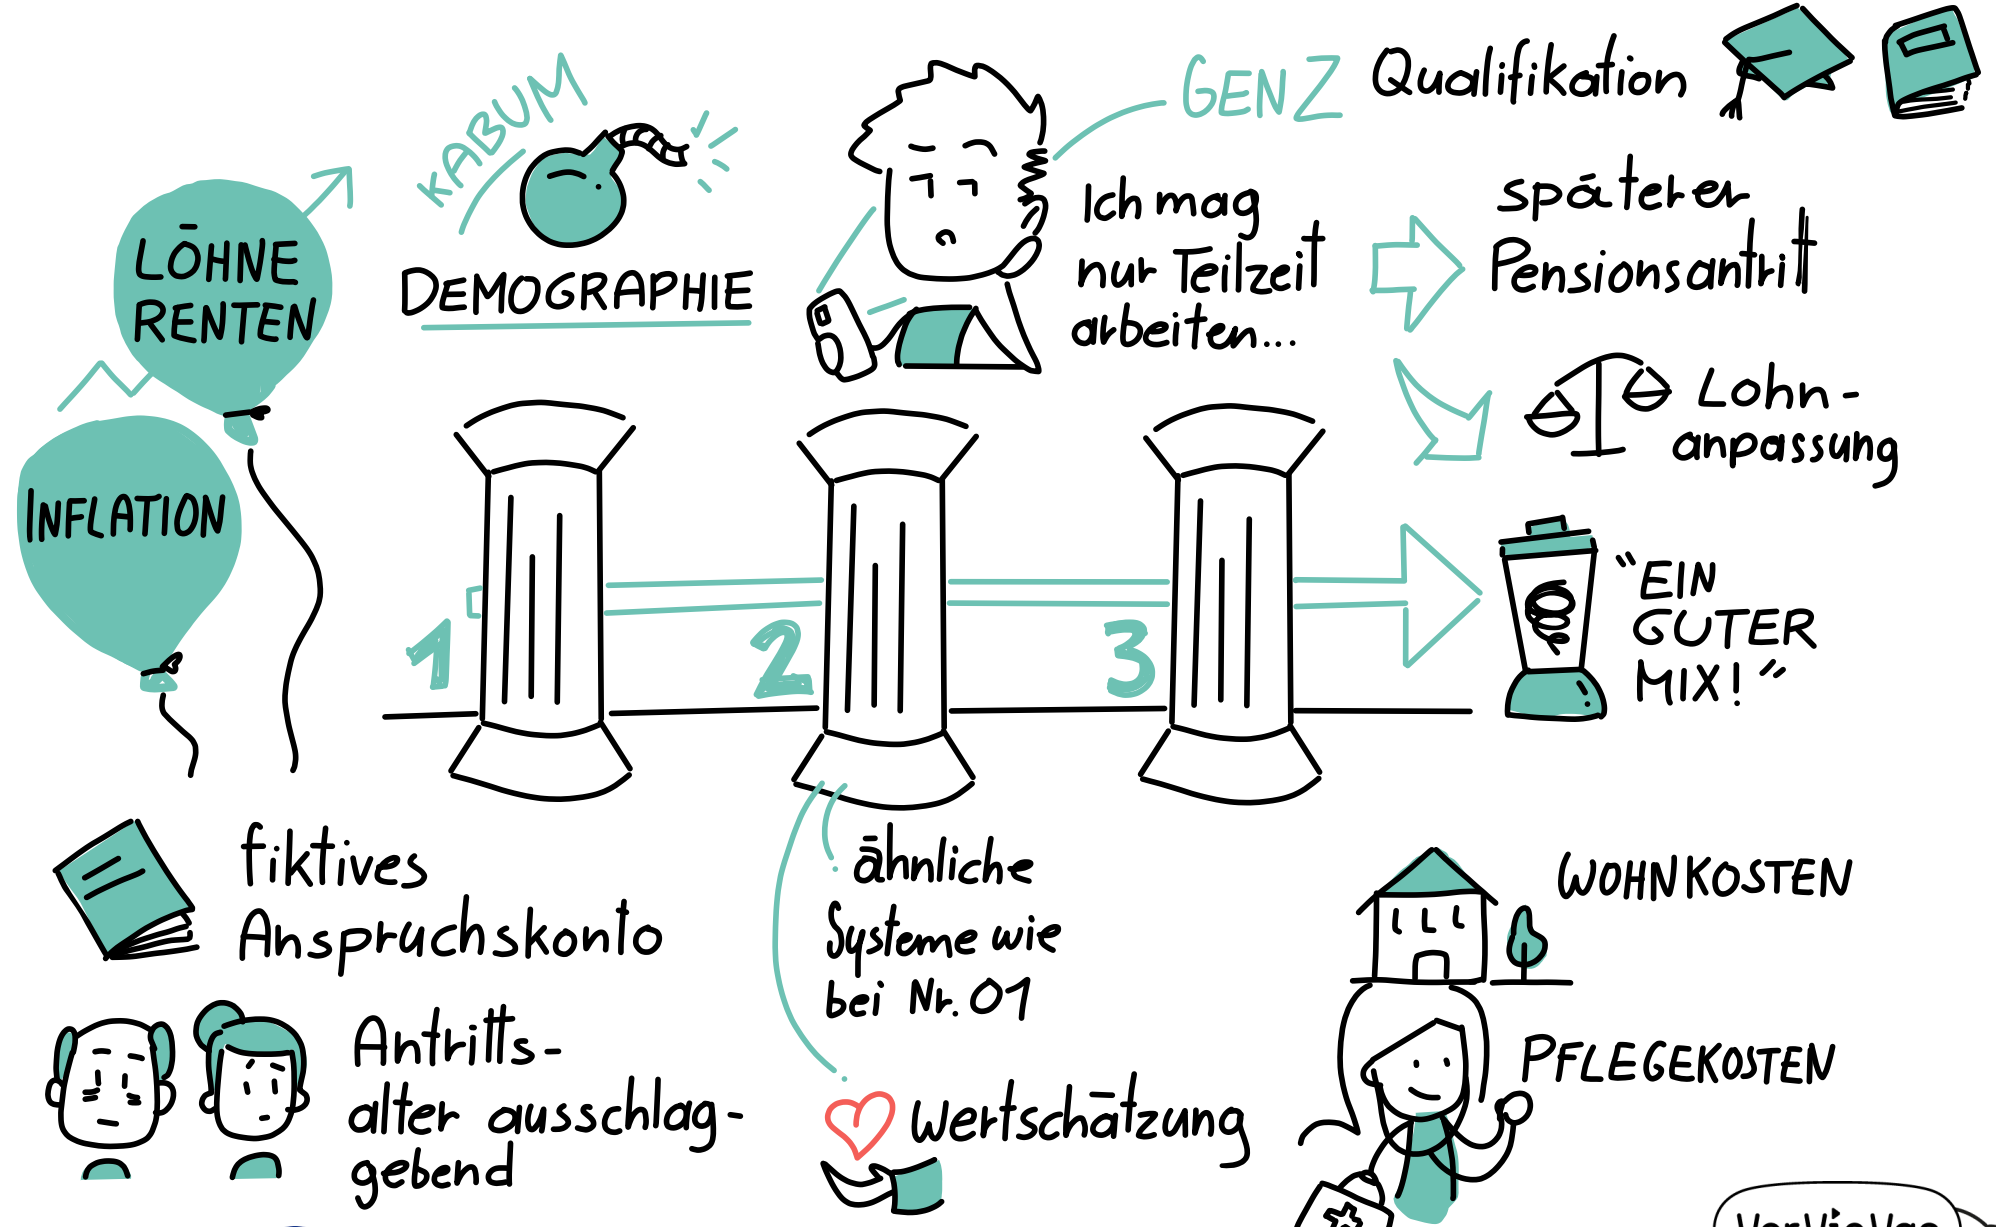 KABUM
DEMOGRAPHIE
LÖHNE
RENTEN
INFLATION
GEN Z
Ich mag
nur Teilzeit
arbeiten...
Qualifikation
späterer
Pensionsantritt
Lohn-
anpassung
1
2
3
"EIN
GUTER
MIX!"
fiktives
Anspruchskonto
Antritts-
alter ausschlag-
gebend
ähnliche
Systeme wie
bei Nr. 01
Wertschätzung
WOHNKOSTEN
PFLEGEKOSTEN